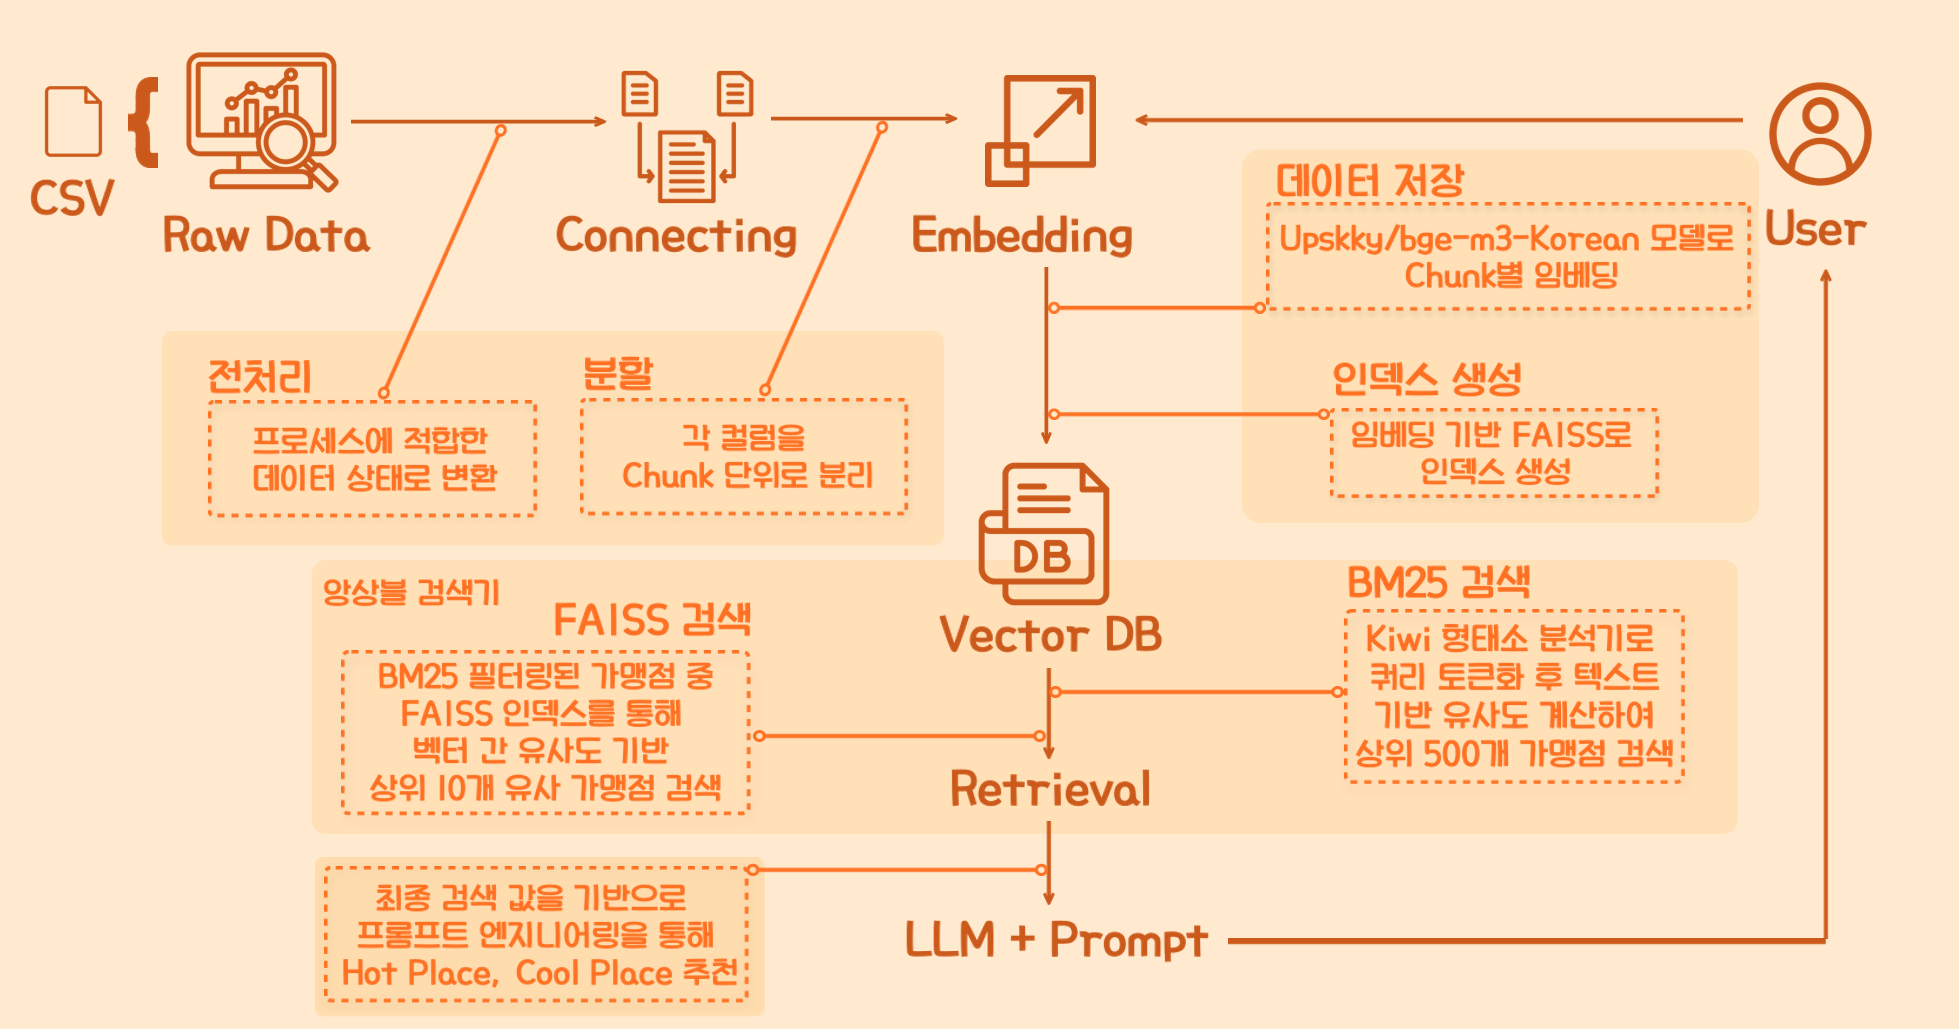 CSV
Raw Data
Connecting
Embedding
User
데이터 저장
Upskky/bge-m3-Korean 모델로
Chunk별 임베딩
전처리
프로세스에 적합한
데이터 상태로 변환
분할
각 컬럼을
Chunk 단위로 분리
인덱스 생성
임베딩 기반 FAISS로
인덱스 생성
DB
Vector DB
앙상블 검색기
FAISS 검색
BM25 필터링된 가맹점 중
FAISS 인덱스를 통해
벡터 간 유사도 기반
상위 10개 유사 가맹점 검색
BM25 검색
Kiwi 형태소 분석기로
쿼리 토큰화 후 텍스트
기반 유사도 계산하여
상위 500개 가맹점 검색
Retrieval
최종 검색 값을 기반으로
프롬프트 엔지니어링을 통해
Hot Place, Cool Place 추천
LLM + Prompt